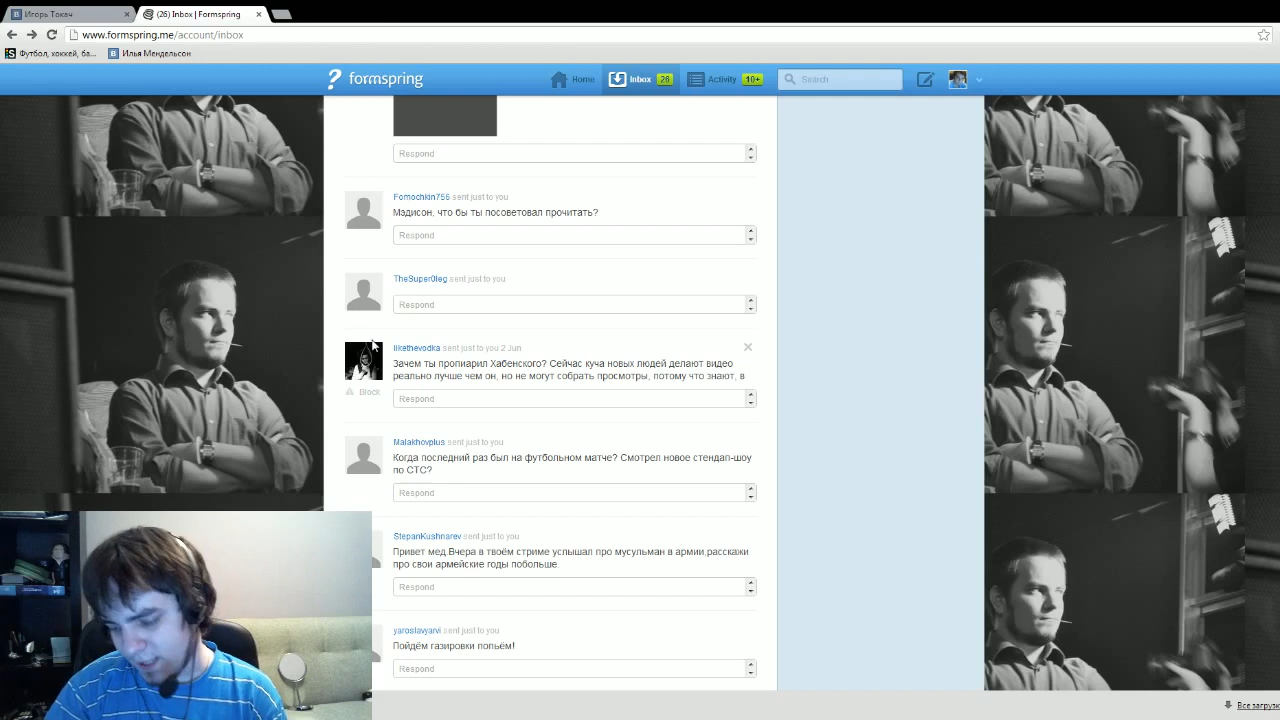 Игорь Токач
(26) Inbox | Formspring
www.formspring.me/account/inbox
Футбол, хоккей, ба...
Илья Мендельсон
formspring
Home
Inbox
26
Activity
10+
Search
Respond
Fomochkin756 sent just to you
Мэдисон, что бы ты посоветовал прочитать?
Respond
TheSuper0leg sent just to you
Respond
likethevodka sent just to you 2 Jun
Зачем ты пропиарил Хабенского? Сейчас куча новых людей делают видео
реально лучше чем он, но не могут собрать просмотры, потому что знают, в
Block
Respond
Malakhovplus sent just to you
Когда последний раз был на футбольном матче? Смотрел новое стендап-шоу
по СТС?
Respond
StepanKushnarev sent just to you
Привет мед.Вчера в твоём стриме услышал про мусульман в армии,расскажи
про свои армейские годы побольше.
Respond
yaroslavyarvi sent just to you
Пойдём газировки попьём!
Respond
Все загрузк